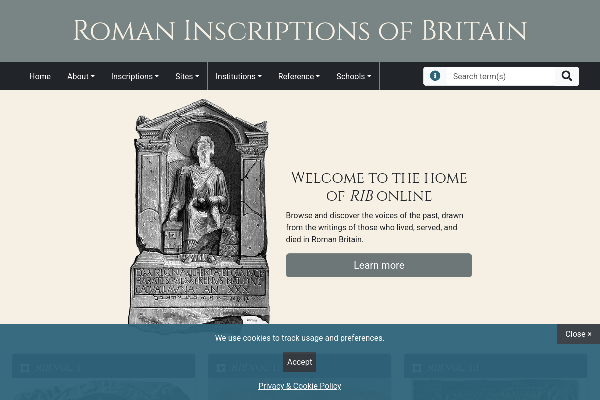 Roman Inscriptions of Britain
Home
About
Inscriptions
Sites
Institutions
Reference
Schools
Search term(s)
Welcome to the home
of RIB online
Browse and discover the voices of the past, drawn
from the writings of those who lived, served, and
died in Roman Britain.
Learn more
Close ×
We use cookies to track usage and preferences.
Accept
Privacy & Cookie Policy